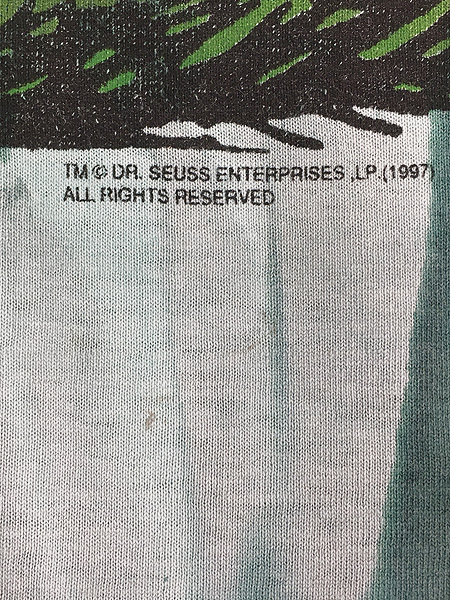 TM © DR. SEUSS ENTERPRISES ,LP.(1997)
ALL RIGHTS RESERVED